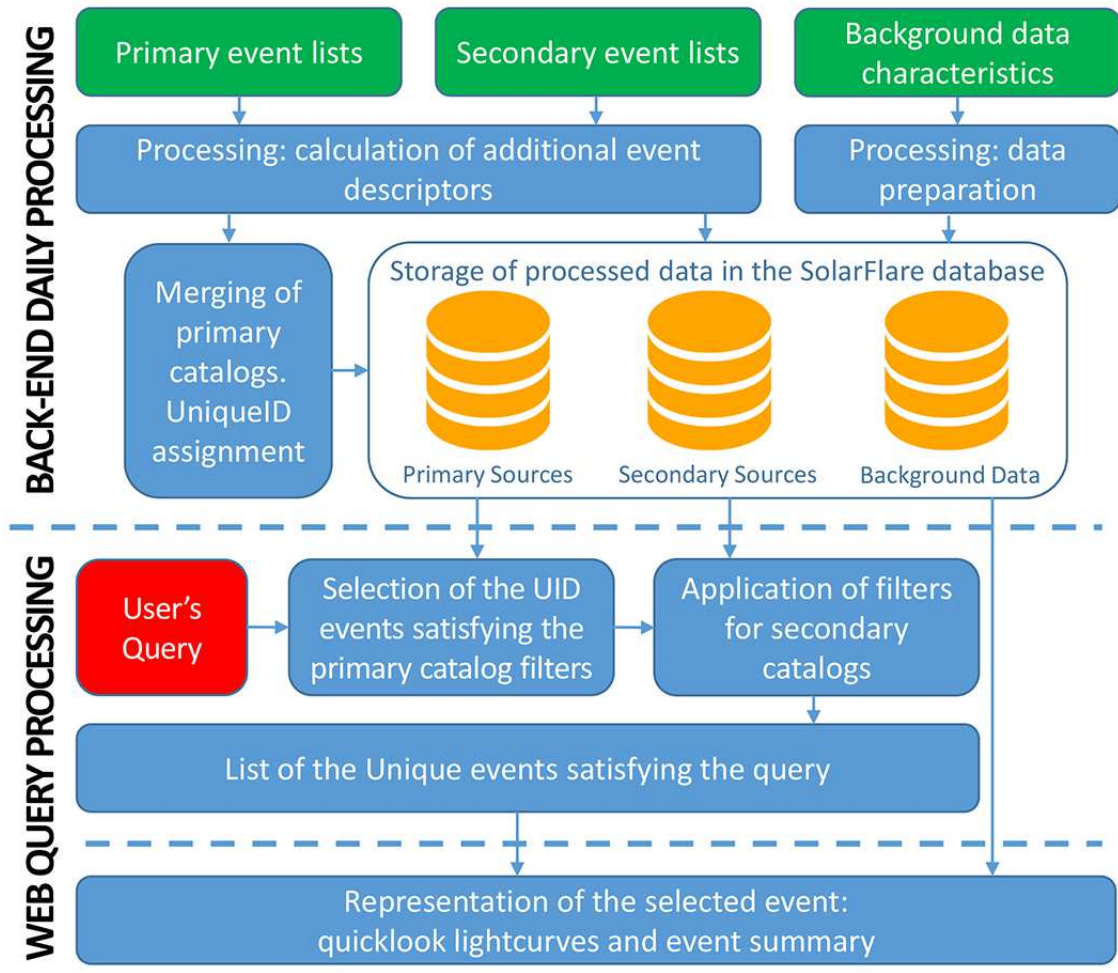 BACK-END DAILY PROCESSING
Primary event lists
Secondary event lists
Background data
characteristics
Processing: calculation of additional event
descriptors
Processing: data
preparation
Merging of
primary
catalogs.
UniqueID
assignment
Storage of processed data in the SolarFlare database
Primary Sources
Secondary Sources
Background Data
WEB QUERY PROCESSING
User's
Query
Selection of the UID
events satisfying the
primary catalog filters
Application of filters
for secondary
catalogs
List of the Unique events satisfying the query
Representation of the selected event:
quicklook lightcurves and event summary